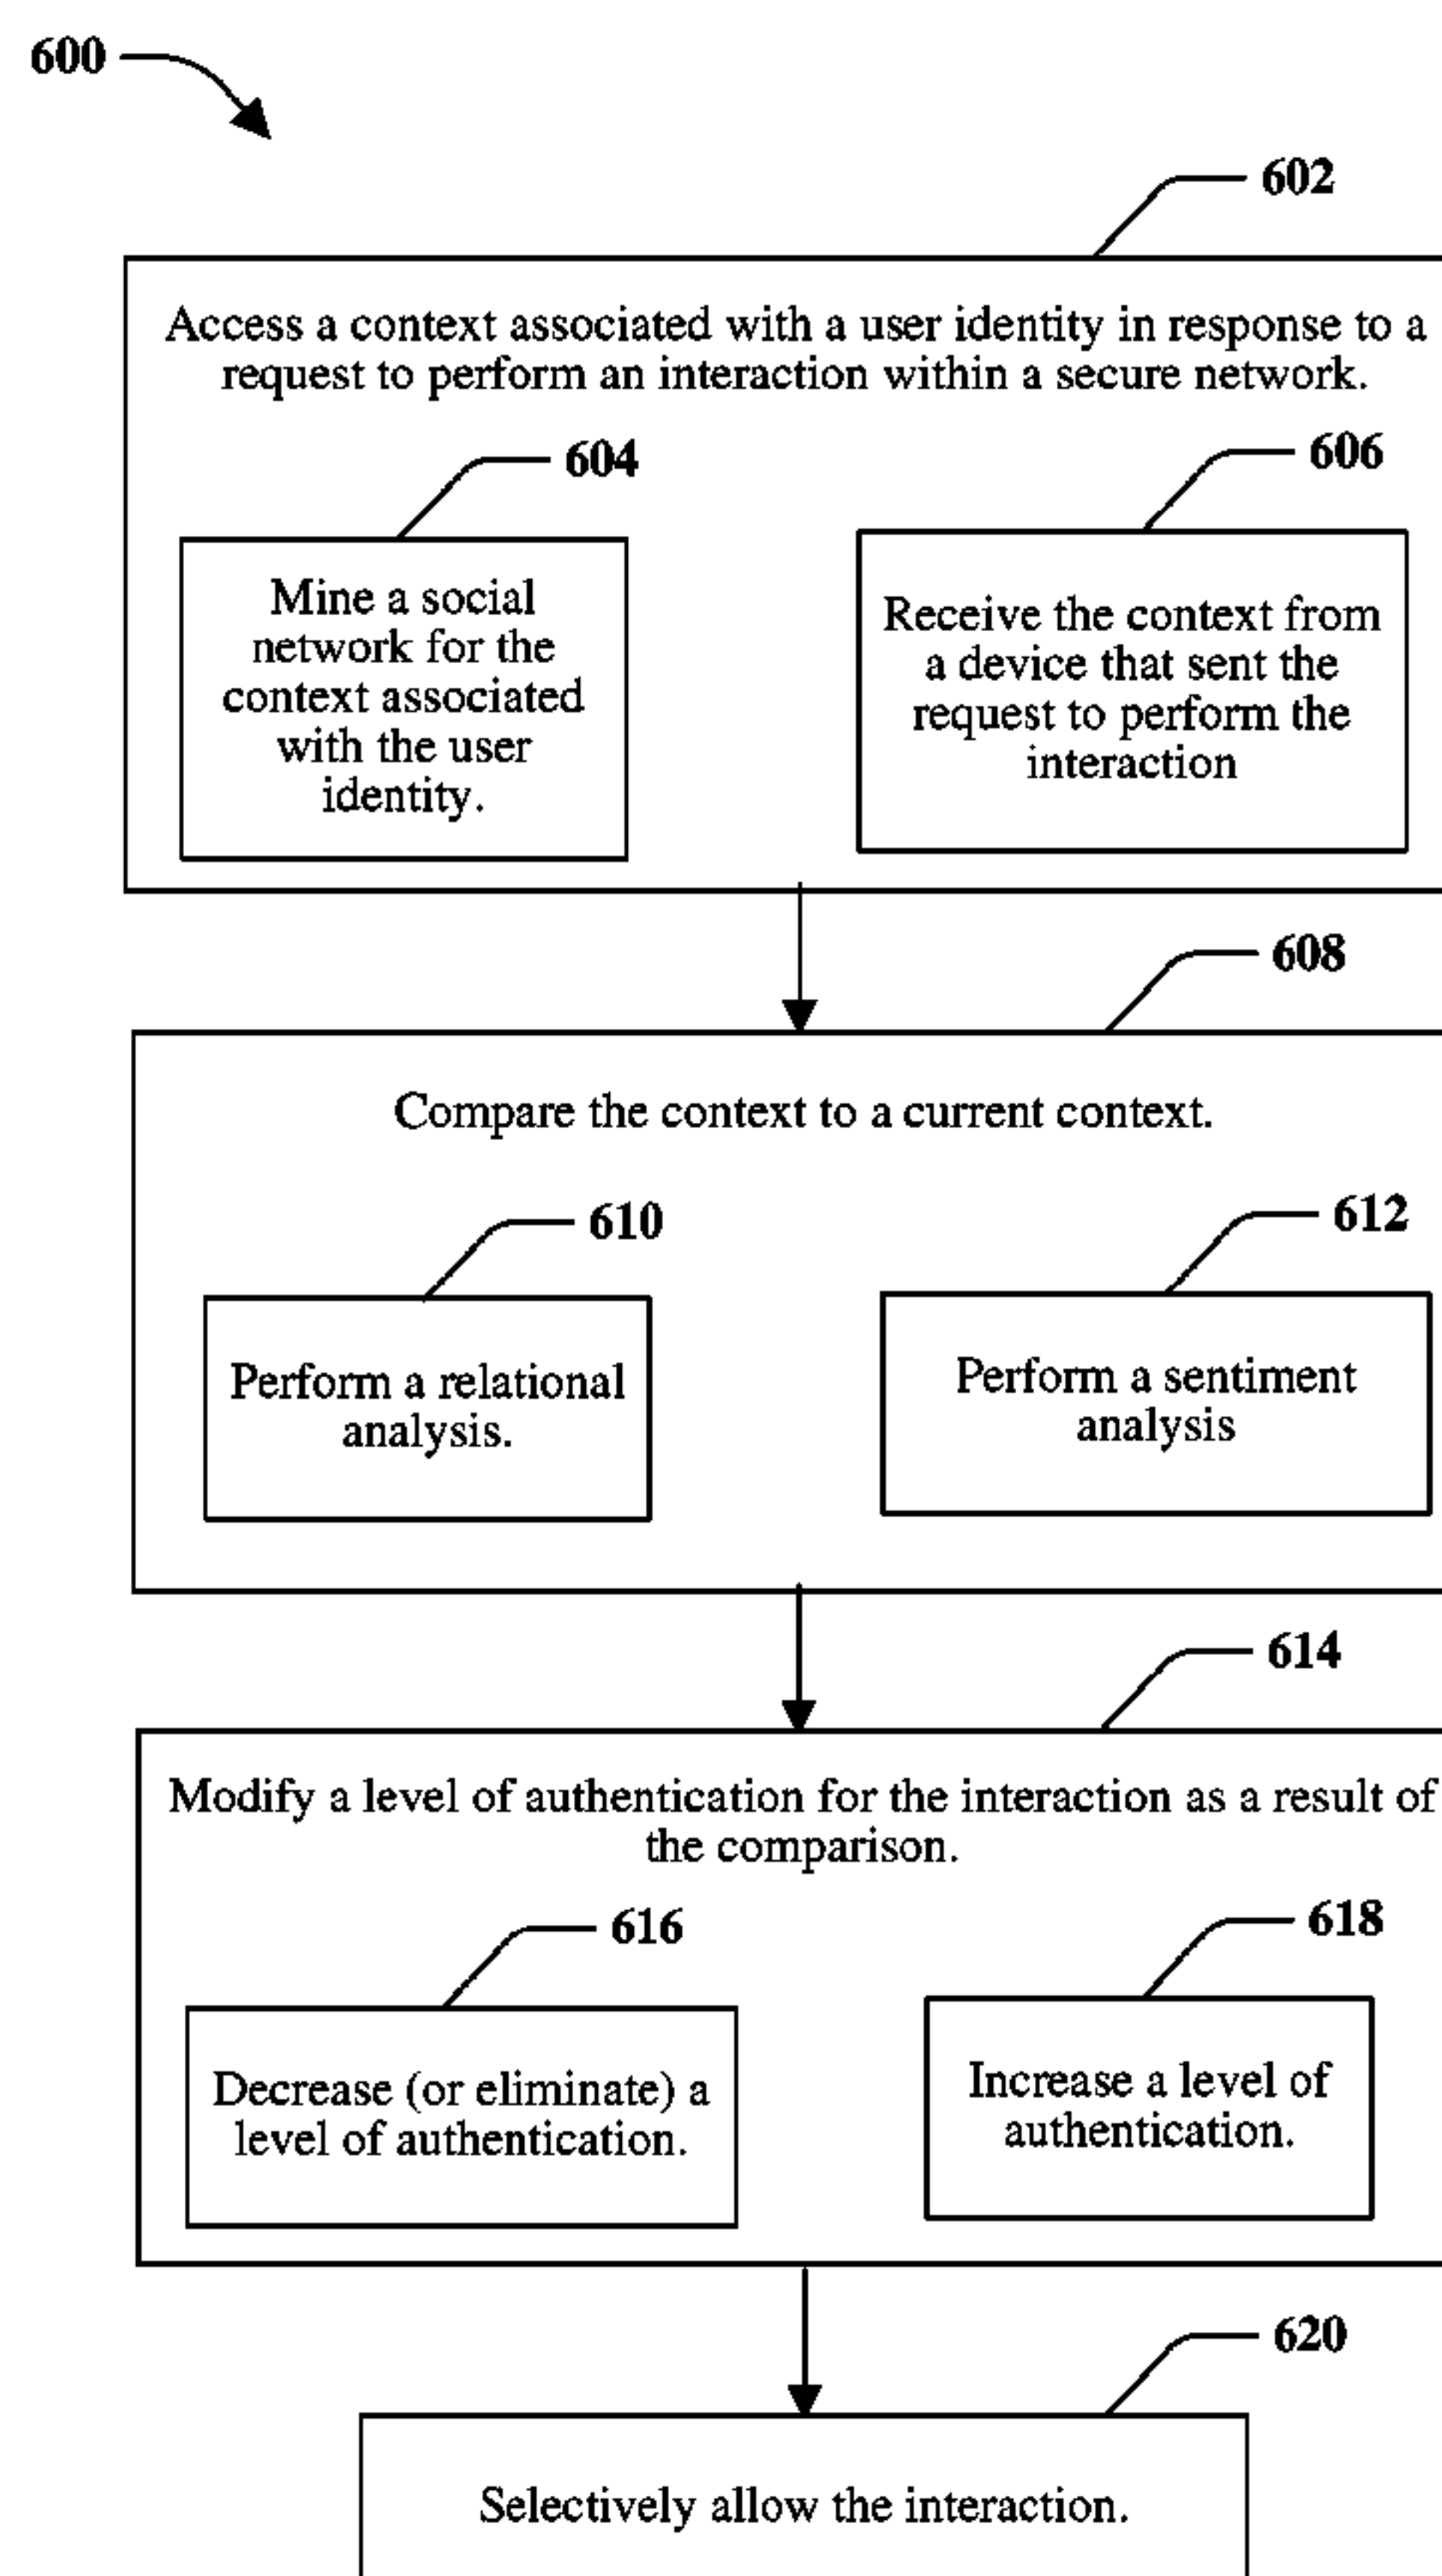 600
602
Access a context associated with a user identity in response to a
request to perform an interaction within a secure network.
604
606
Mine a social
network for the
context associated
with the user
identity.
Receive the context from
a device that sent the
request to perform the
interaction
608
Compare the context to a current context.
610
612
Perform a relational
analysis.
Perform a sentiment
analysis
614
Modify a level of authentication for the interaction as a result of
the comparison.
616
618
Decrease (or eliminate) a
level of authentication.
Increase a level of
authentication.
620
Selectively allow the interaction.